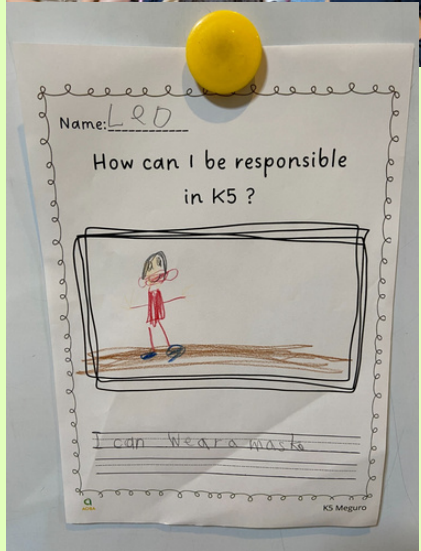 Name: Leo
How can I be responsible
in K5 ?
I can Wear a mask
K5 Meguro